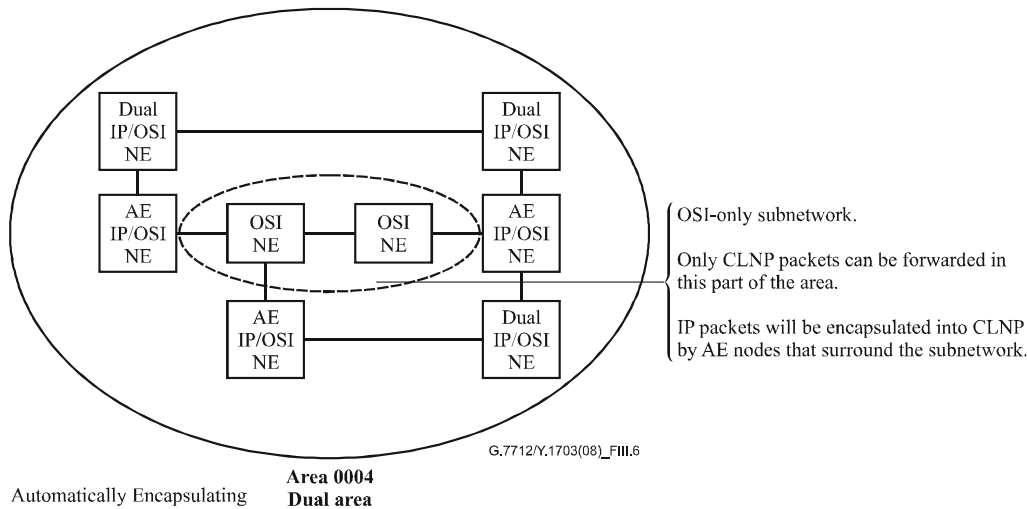 Dual
IP/OSI
NE
Dual
IP/OSI
NE
AE
IP/OSI
NE
OSI
NE
OSI
NE
AE
IP/OSI
NE
AE
IP/OSI
NE
Dual
IP/OSI
NE
OSI-only subnetwork.
Only CLNP packets can be forwarded in
this part of the area.
IP packets will be encapsulated into CLNP
by AE nodes that surround the subnetwork.
G.7712/Y.1703(08)_FIII.6
Area 0004
Dual area
Automatically Encapsulating